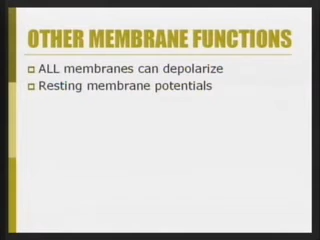 OTHER MEMBRANE FUNCTIONS
ALL membranes can depolarize
Resting membrane potentials